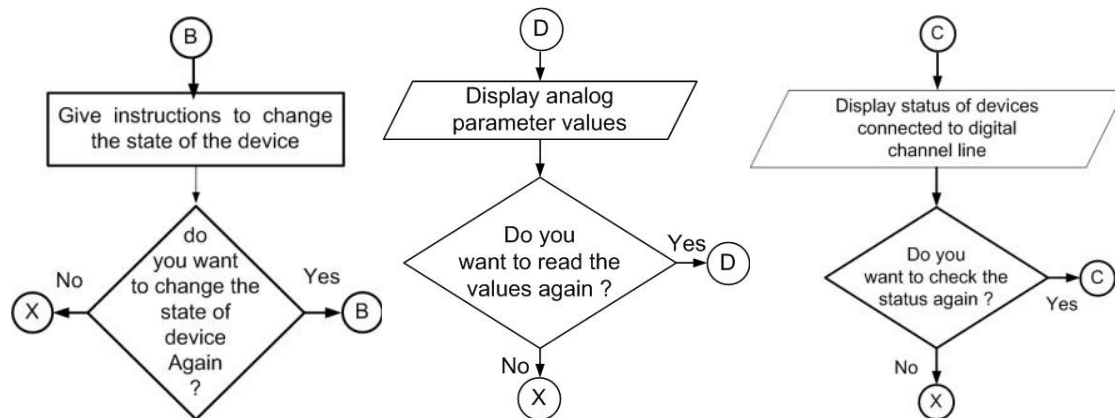 B
Give instructions to change
the state of the device
do
you want
to change the
state of
device
Again
?
No
Yes
X
B
D
Display analog
parameter values
Do you
want to read the
values again ?
Yes
D
No
X
C
Display status of devices
connected to digital
channel line
Do you
want to check the
status again ?
C
Yes
No
X